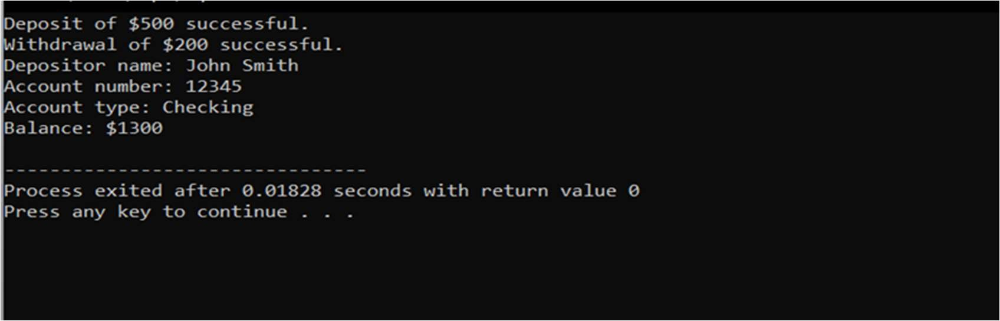 Deposit of $500 successful.
Withdrawal of $200 successful.
Depositor name: John Smith
Account number: 12345
Account type: Checking
Balance: $1300
--------------------------------
Process exited after 0.01828 seconds with return value 0
Press any key to continue . . .